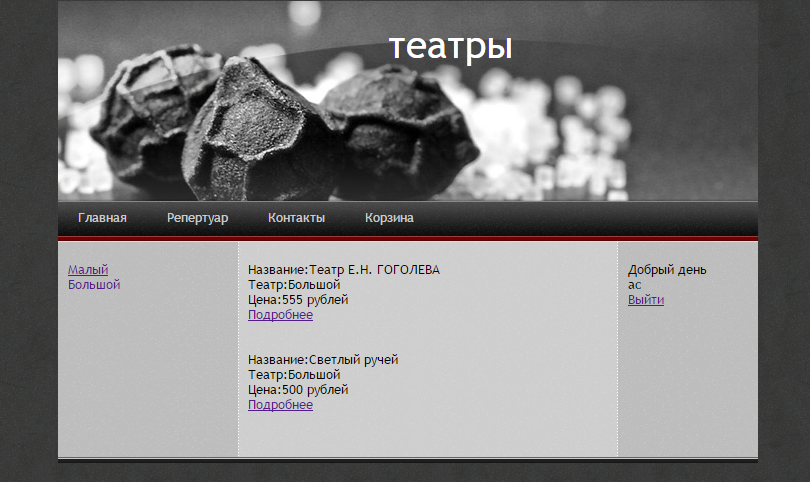 театры
Главная Репертуар Контакты Корзина
Малый
Большой
Название:Театр Е.Н. ГОГОЛЕВА
Театр:Большой
Цена:555 рублей
Подробнее
Название:Светлый ручей
Театр:Большой
Цена:500 рублей
Подробнее
Добрый день
ас
Выйти